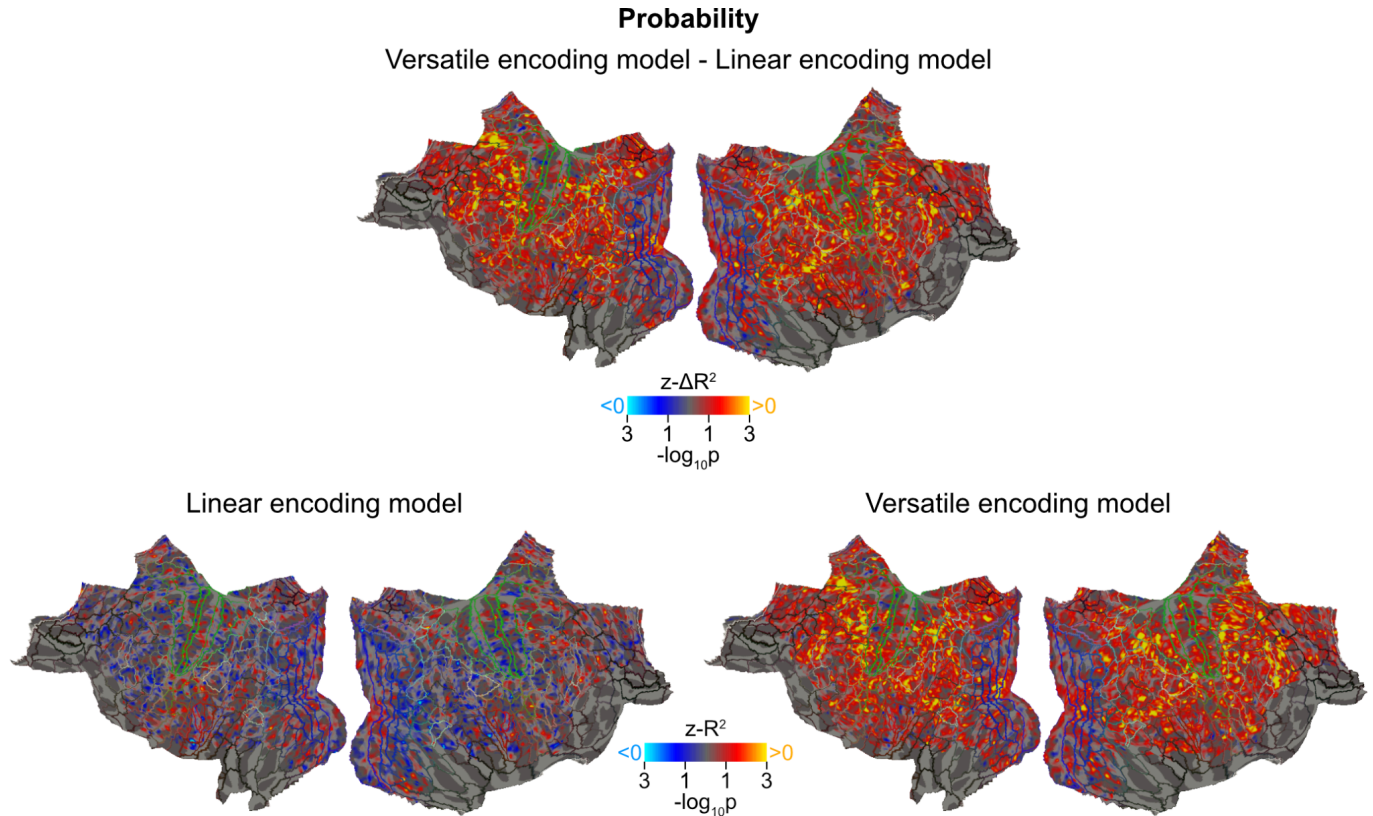 Probability
Versatile encoding model - Linear encoding model
z-ΔR²
<0 >0
3 1 1 3
-log₁₀p
Linear encoding model
Versatile encoding model
z-R²
<0 >0
3 1 1 3
-log₁₀p